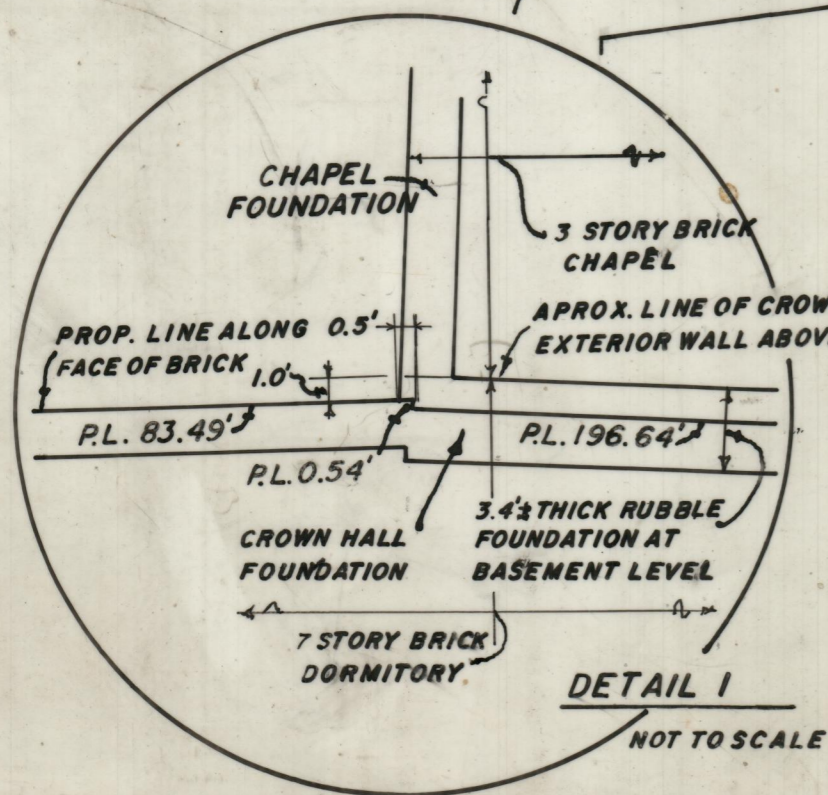 CHAPEL
FOUNDATION
3 STORY BRICK
CHAPEL
PROP. LINE ALONG
FACE OF BRICK
0.5'
1.0'
APROX. LINE OF CROW
EXTERIOR WALL ABOV
P.L. 83.49'
P.L. 196.64'
P.L. 0.54'
CROWN HALL
FOUNDATION
3.4'± THICK RUBBLE
FOUNDATION AT
BASEMENT LEVEL
7 STORY BRICK
DORMITORY
DETAIL 1
NOT TO SCALE